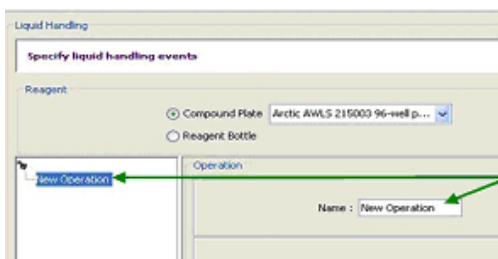 Liquid Handling
Specify liquid handling events
Reagent
Compound Plate Arctic AWLS 215003 96-well p...
Reagent Bottle
New Operation
Operation
Name : New Operation